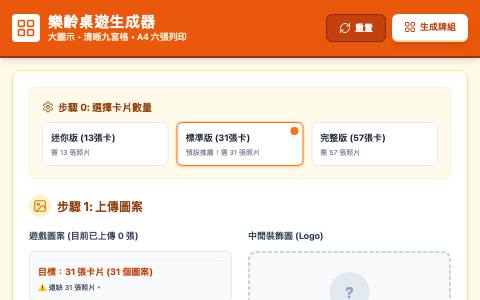 樂齡桌遊生成器
大圖示・清晰九宮格・A4 六張列印
重置
生成牌組
步驟 0: 選擇卡片數量
迷你版 (13張卡)
需 13 張照片
標準版 (31張卡)
預設推薦！需 31 張照片
完整版 (57張卡)
需 57 張照片
步驟 1: 上傳圖案
遊戲圖案 (目前已上傳 0 張)
中間裝飾圖 (Logo)
目標：31 張卡片 (31 個圖案)
⚠️ 還缺 31 張照片。
?